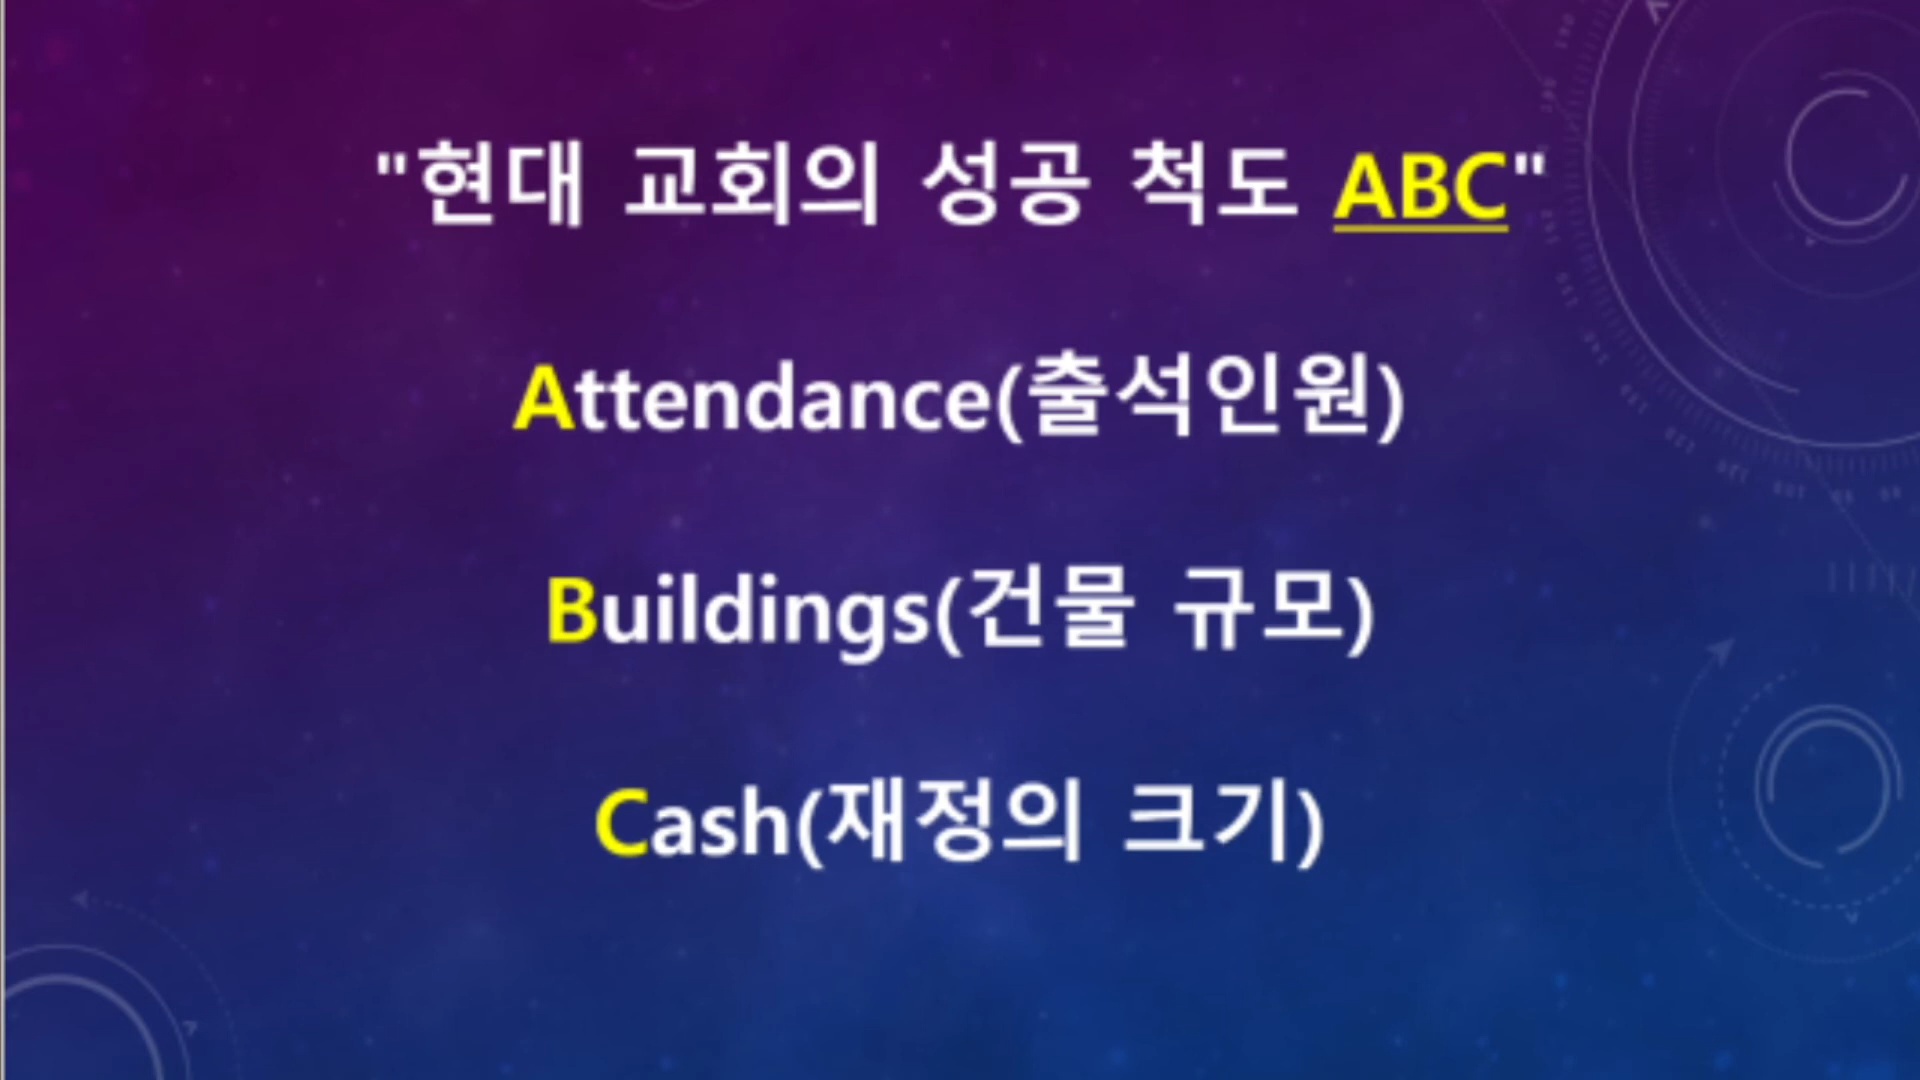 "현대 교회의 성공 척도 ABC"
Attendance(출석인원)
Buildings(건물 규모)
Cash(재정의 크기)